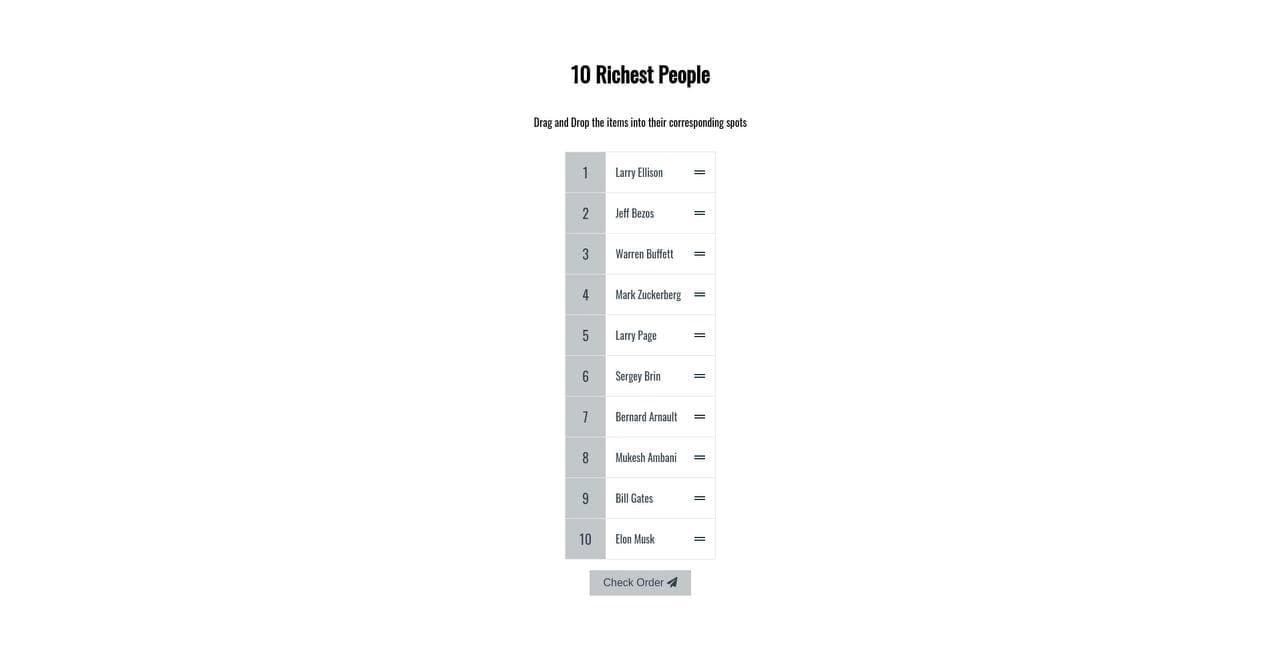 10 Richest People
Drag and Drop the items into their corresponding spots
1 Larry Ellison
2 Jeff Bezos
3 Warren Buffett
4 Mark Zuckerberg
5 Larry Page
6 Sergey Brin
7 Bernard Arnault
8 Mukesh Ambani
9 Bill Gates
10 Elon Musk
Check Order